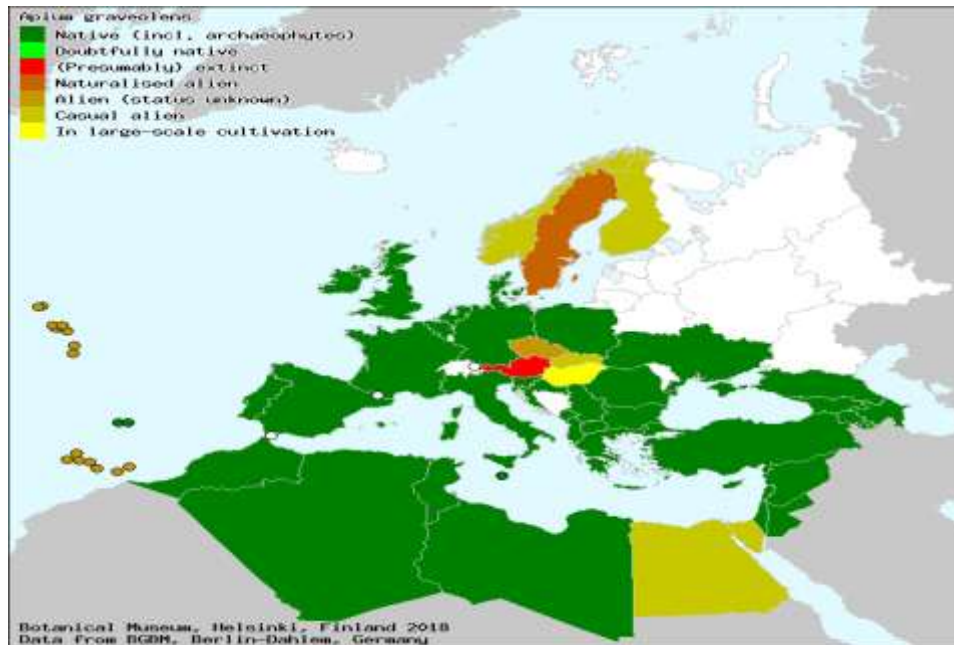 Apium graveolens
Native (incl. archaeophytes)
Doubtfully native
(Presumably) extinct
Naturalised alien
Alien (status unknown)
Casual alien
In large-scale cultivation
Botanical Museum, Helsinki, Finland 2018
Data from BGBM, Berlin-Dahlem, Germany